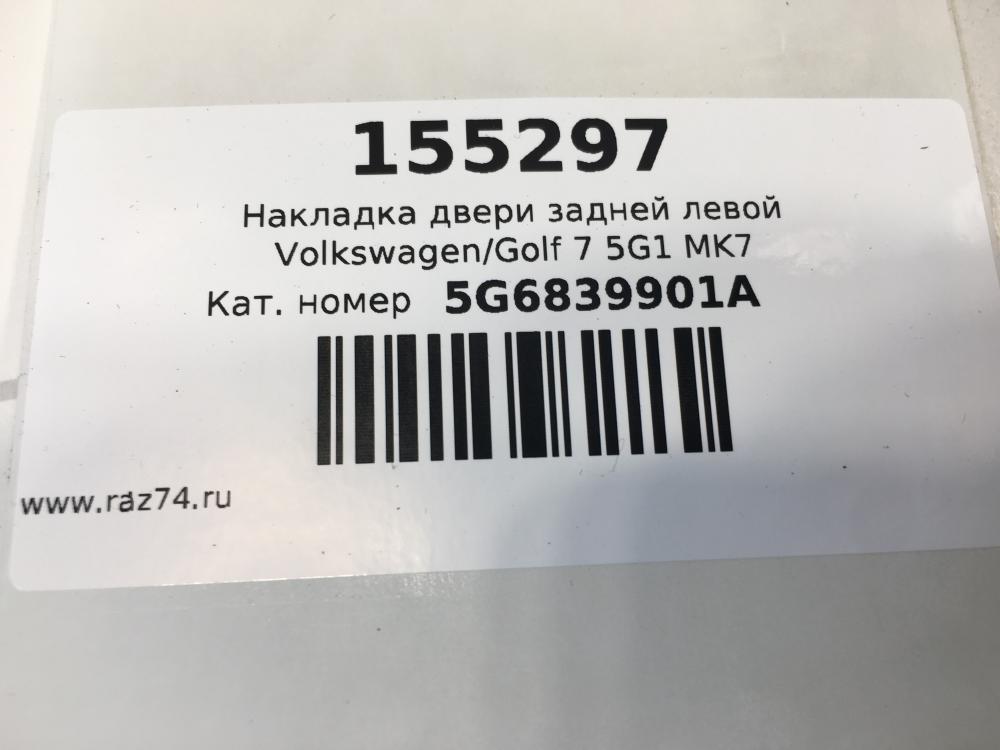 155297
Накладка двери задней левой
Volkswagen/Golf 7 5G1 MK7
Кат. номер 5G6839901A
www.raz74.ru